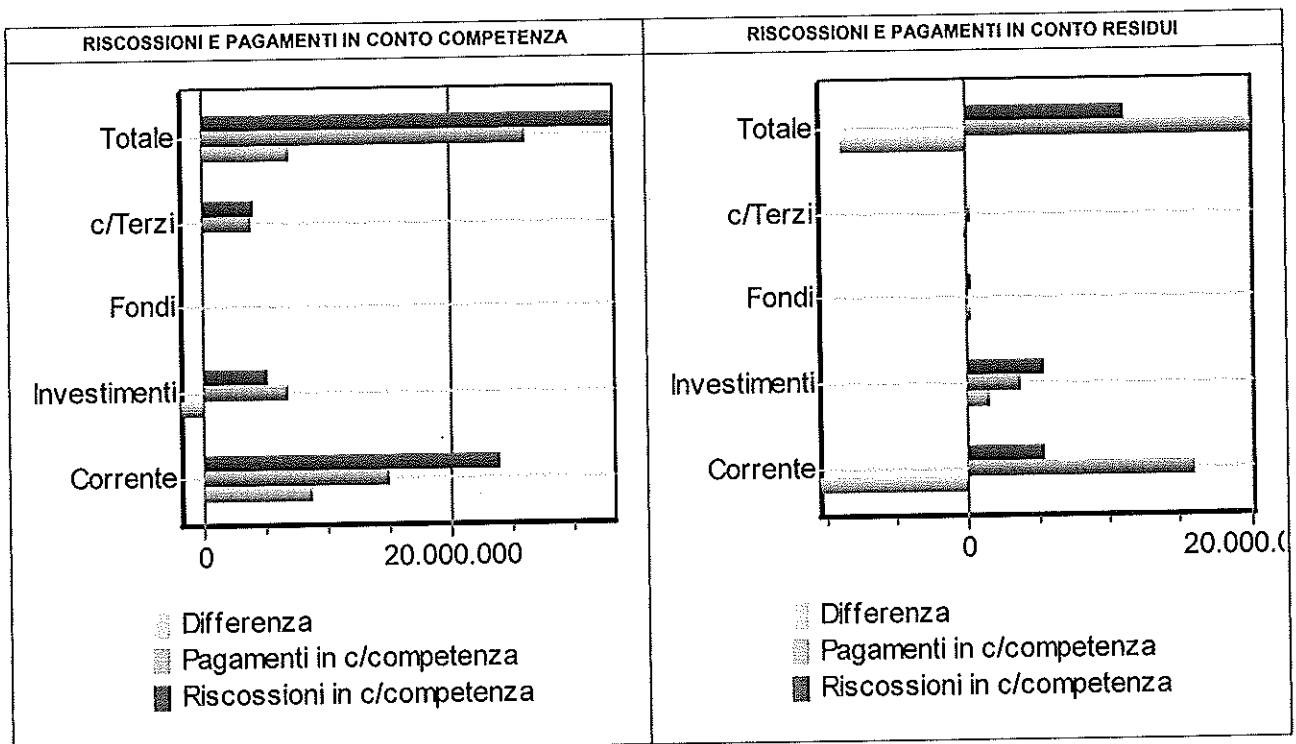 RISCOSSIONI E PAGAMENTI IN CONTO COMPETENZA
Totale
c/Terzi
Fondi
Investimenti
Corrente
0
20.000.000
Differenza
Pagamenti in c/competenza
Riscossioni in c/competenza
RISCOSSIONI E PAGAMENTI IN CONTO RESIDUI
Totale
c/Terzi
Fondi
Investimenti
Corrente
0
20.000.(
Differenza
Pagamenti in c/competenza
Riscossioni in c/competenza